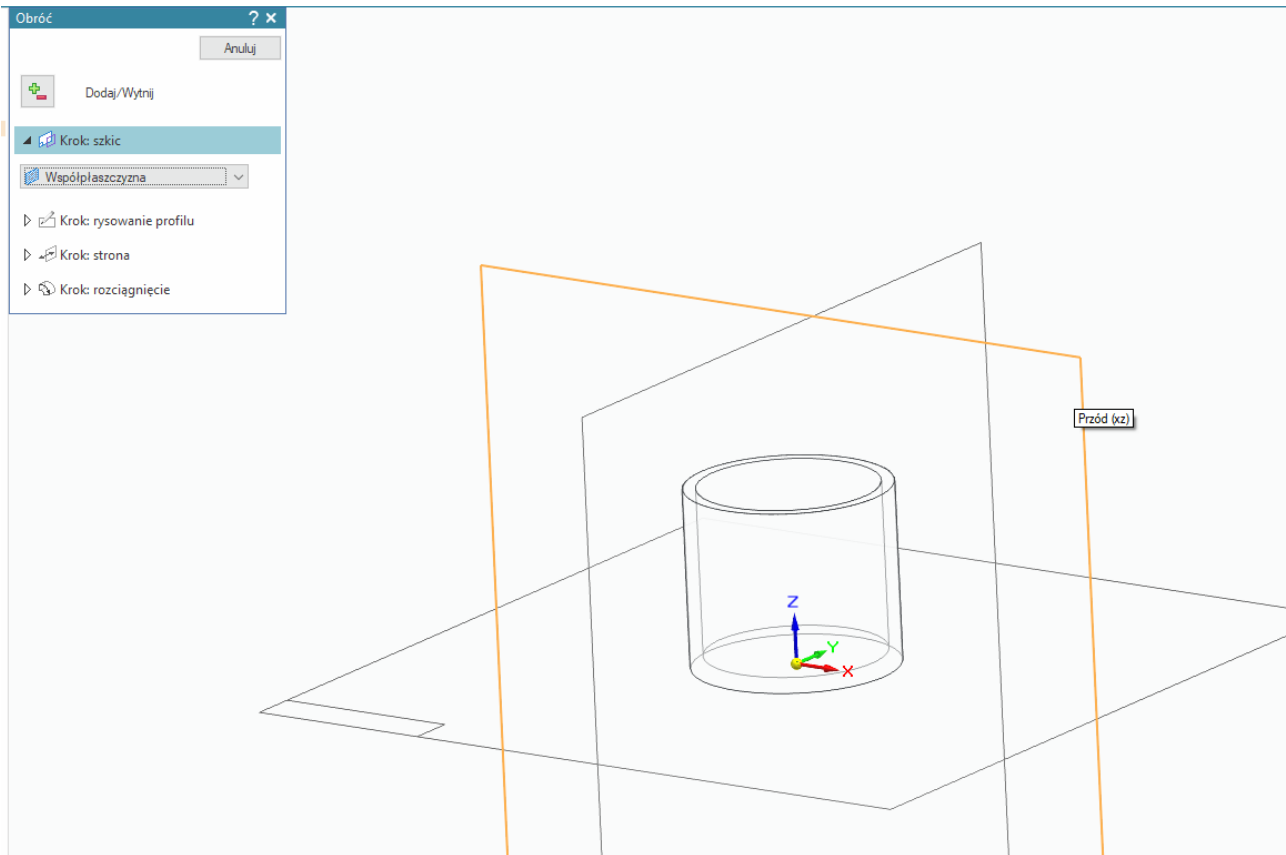 Obróć ? ×
Anuluj
Dodaj/Wytnij
Krok: szkic
Współpłaszczyzna
Krok: rysowanie profilu
Krok: strona
Krok: rozciągnięcie
Przód (xz)
Z
Y
X